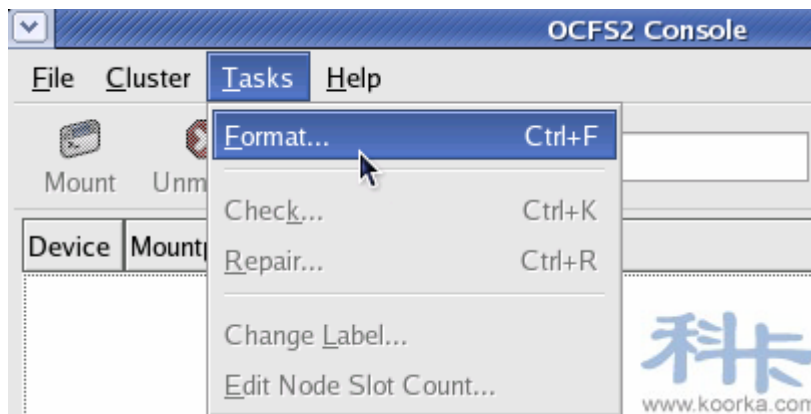 OCFS2 Console
File Cluster Tasks Help
Format... Ctrl+F
Mount
Check... Ctrl+K
Device
Repair... Ctrl+R
Change Label...
Edit Node Slot Count...
科卡
www.koorka.com